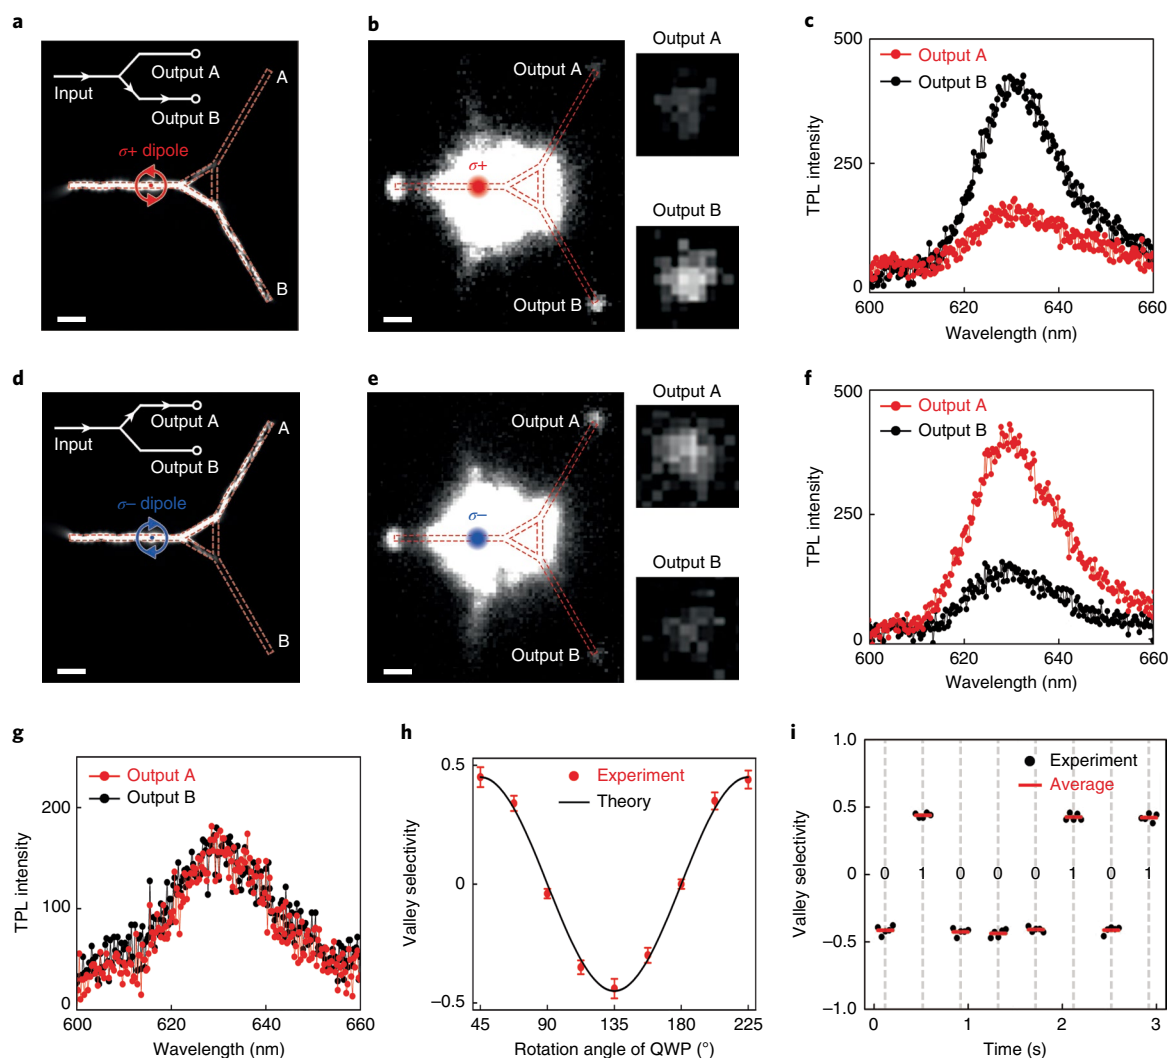 a
Output A
Input
Output B
σ+ dipole
A
B
b
Output A
σ+
Output B
Output A
Output B
c
Output A
Output B
500
250
0
TPL intensity
600 620 640 660
Wavelength (nm)
d
Output A
Input
Output B
σ− dipole
A
B
e
Output A
σ−
Output B
Output A
Output B
f
Output A
Output B
500
250
0
TPL intensity
600 620 640 660
Wavelength (nm)
g
Output A
Output B
200
100
0
TPL intensity
600 620 640 660
Wavelength (nm)
h
Experiment
Theory
0.5
0
−0.5
Valley selectivity
45 90 135 180 225
Rotation angle of QWP (°)
i
Experiment
Average
1.0
0.5
0
−0.5
−1.0
Valley selectivity
0 1 0 0 0 1 0 1
0 1 2 3
Time (s)